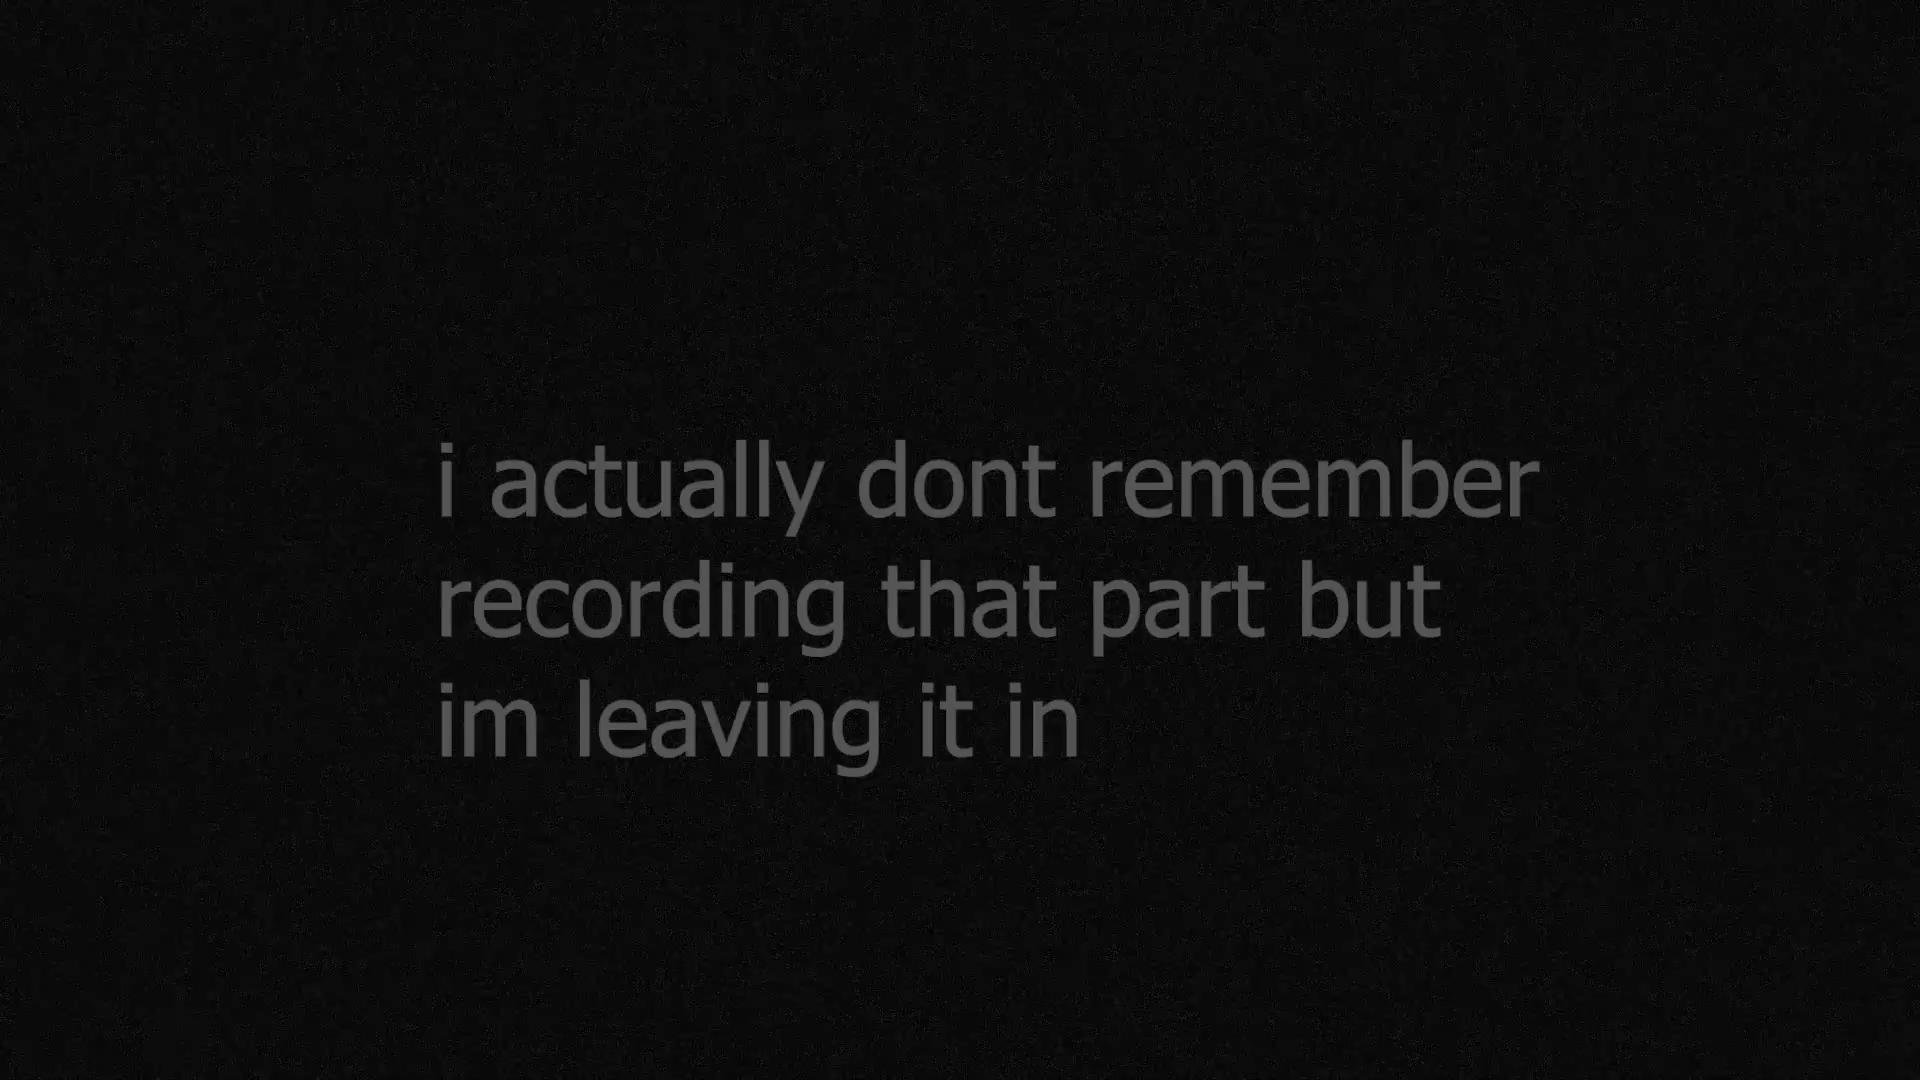 i actually dont remember
recording that part but
im leaving it in